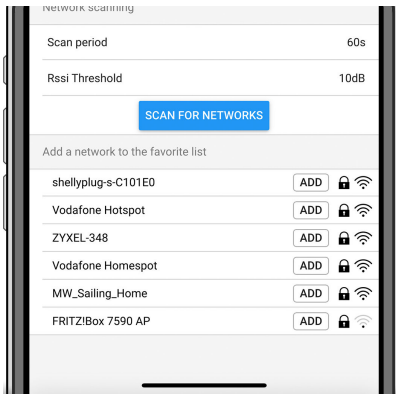 Network scanning
Scan period 60s
Rssi Threshold 10dB
SCAN FOR NETWORKS
Add a network to the favorite list
shellyplug-s-C101E0 ADD
Vodafone Hotspot ADD
ZYXEL-348 ADD
Vodafone Homespot ADD
MW_Sailing_Home ADD
FRITZ!Box 7590 AP ADD